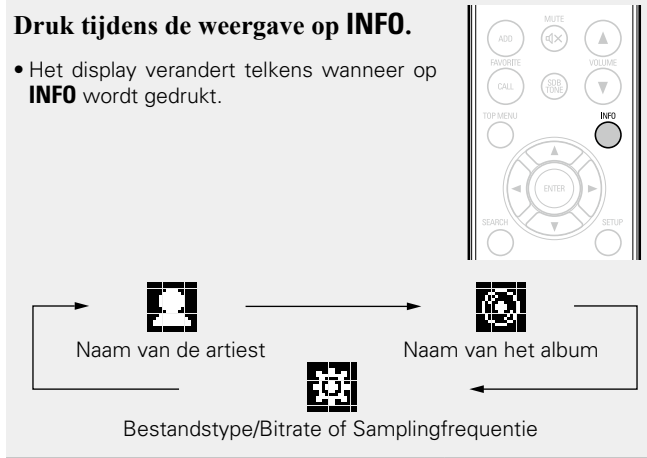 Druk tijdens de weergave op INFO.
• Het display verandert telkens wanneer op
INFO wordt gedrukt.
MUTE
ADD
FAVORITE
VOLUME
CALL
SDB
TONE
TOP MENU
INFO
ENTER
SEARCH
SETUP
Naam van de artiest
Naam van het album
Bestandstype/Bitrate of Samplingfrequentie